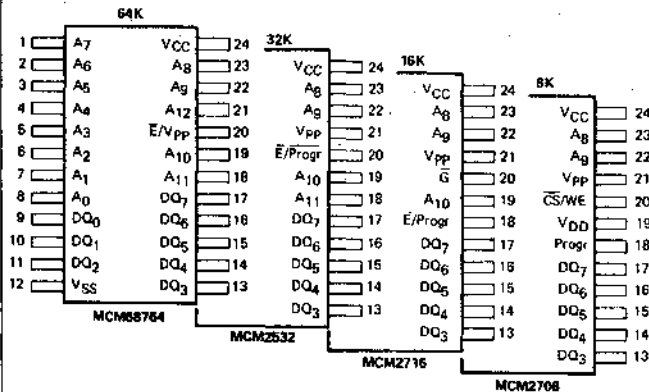 64K
1 A7 VCC 24
2 A6 A8 23
3 A5 A9 22
4 A4 A12 21
5 A3 E/VPP 20
6 A2 A10 19
7 A1 A11 18
8 A0 DQ7 17
9 DQ0 DQ6 16
10 DQ1 DQ5 15
11 DQ2 DQ4 14
12 VSS DQ3 13
MCM68764
32K
VCC 24
A8 23
A9 22
VPP 21
E/Progr 20
A10 19
A11 18
DQ7 17
DQ6 16
DQ5 15
DQ4 14
DQ3 13
MCM2532
16K
VCC 24
A8 23
A9 22
VPP 21
G 20
A10 19
E/Progr 18
DQ7 17
DQ6 16
DQ5 15
DQ4 14
DQ3 13
MCM2716
8K
VCC 24
A8 23
A9 22
VPP 21
CS/WE 20
VDD 19
Progr 18
DQ7 17
DQ6 16
DQ5 15
DQ4 14
DQ3 13
MCM2708